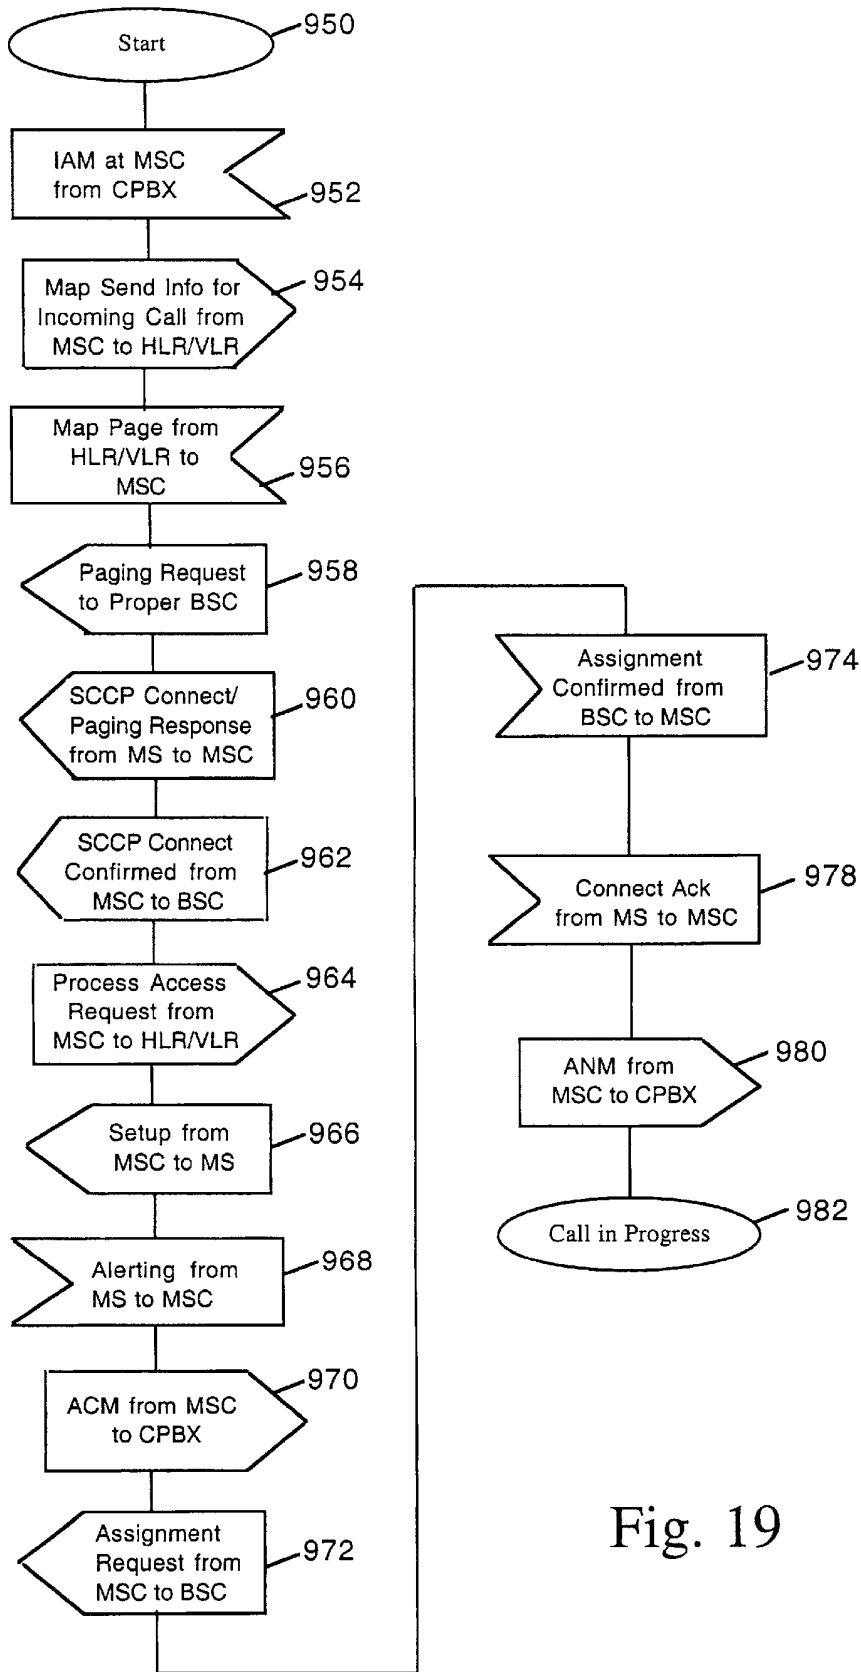 Start
950
IAM at MSC
from CPBX
952
Map Send Info for
Incoming Call from
MSC to HLR/VLR
954
Map Page from
HLR/VLR to
MSC
956
Paging Request
to Proper BSC
958
SCCP Connect/
Paging Response
from MS to MSC
960
SCCP Connect
Confirmed from
MSC to BSC
962
Process Access
Request from
MSC to HLR/VLR
964
Setup from
MSC to MS
966
Alerting from
MS to MSC
968
ACM from MSC
to CPBX
970
Assignment
Request from
MSC to BSC
972
Assignment
Confirmed from
BSC to MSC
974
Connect Ack
from MS to MSC
978
ANM from
MSC to CPBX
980
Call in Progress
982
Fig. 19